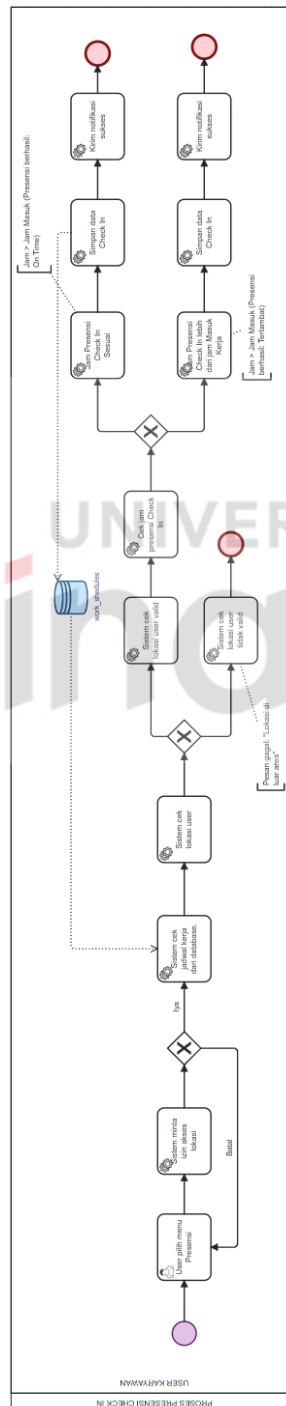 PROSES PRESENSI CHECK IN
USER KARYAWAN
User pilih menu
Presensi
Sistem minta
izin akses
lokasi
Batal
Iya
Sistem cek
jadwal kerja
dari database.
Sistem cek
lokasi user
work_shedules
Sistem cek
lokasi user valid
Sistem cek
lokasi user
tidak valid
Pesan gagal: "Lokasi di
luar area"
Cek jam
presensi Check
In
Jam Presensi
Check In
Sesuai
Jam > Jam Masuk (Presensi berhasil:
On Time)
Simpan data
Check In
Kirim notifikasi
sukses
Jam Presensi
Check In lebih
dari jam Masuk
Kerja
Jam > Jam Masuk (Presensi
berhasil: Terlambat)
Simpan data
Check In
Kirim notifikasi
sukses
UNIVER
ina